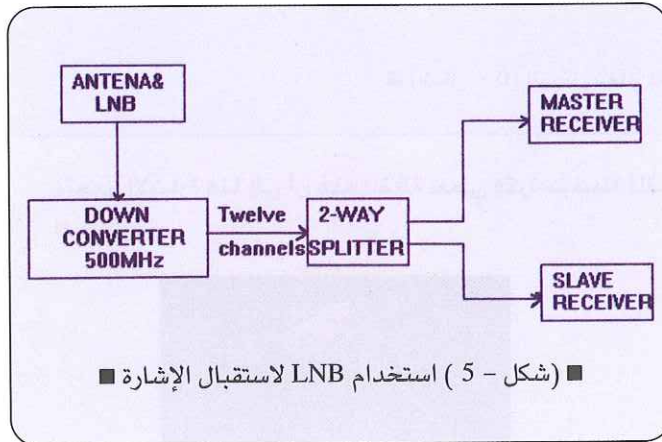 ANTENA&
LNB
DOWN
CONVERTER
500MHz
Twelve
channels
2-WAY
SPLITTER
MASTER
RECEIVER
SLAVE
RECEIVER
■ (شكل - 5 ) استخدام LNB لاستقبال الإشارة ■